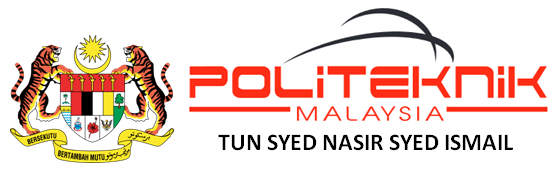 POLiTEKNiK
MALAYSIA
TUN SYED NASIR SYED ISMAIL
BERSEKUTU
BERTAMBAH MUTU